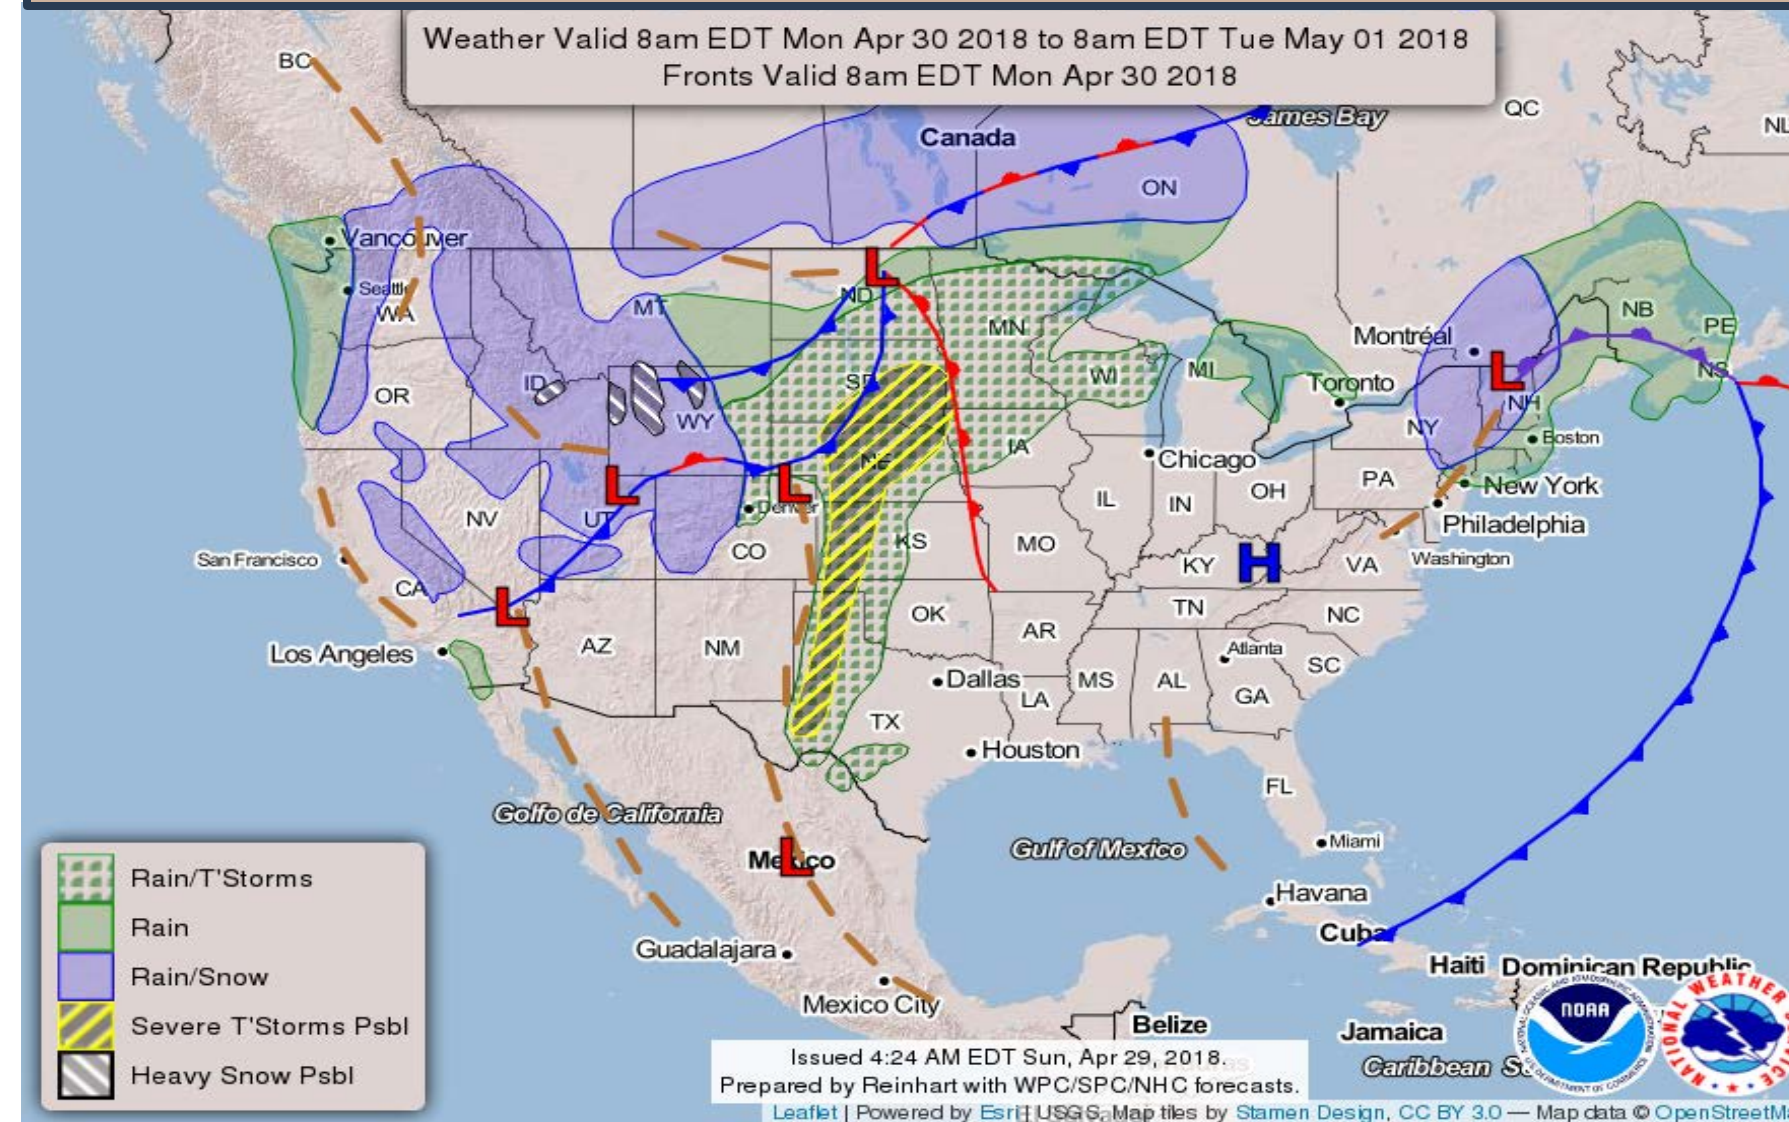 Weather Valid 8am EDT Mon Apr 30 2018 to 8am EDT Tue May 01 2018
Fronts Valid 8am EDT Mon Apr 30 2018
BC
QC
NL
James Bay
Canada
ON
Vancouver
Seattle
WA
MT
ND
MN
NB
PE
NS
Montréal
OR
ID
WY
SD
WI
MI
Toronto
NH
NY
Boston
IA
Chicago
NE
PA
New York
NV
UT
Denver
IL
IN
OH
Philadelphia
San Francisco
CO
KS
MO
KY
H
VA
Washington
CA
L
L
L
L
L
L
OK
AR
TN
NC
Los Angeles
AZ
NM
Atlanta
SC
Dallas
LA
MS
AL
GA
TX
Houston
FL
Golfo de California
Gulf of Mexico
Miami
Mexico
Havana
Cuba
Guadalajara
Haiti
Dominican Republic
Mexico City
Belize
Jamaica
Caribbean
Rain/T'Storms
Rain
Rain/Snow
Severe T'Storms Psbl
Heavy Snow Psbl
NOAA
NATIONAL WEATHER
Issued 4:24 AM EDT Sun, Apr 29, 2018.
Prepared by Reinhart with WPC/SPC/NHC forecasts.
Leaflet | Powered by Esri | USGS, Map tiles by Stamen Design, CC BY 3.0 — Map data © OpenStreetMa